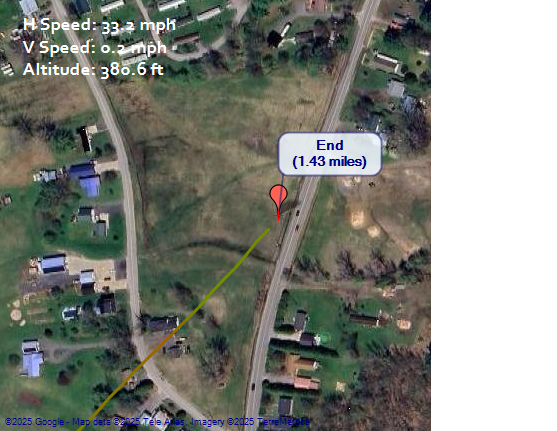 H Speed: 33.2 mph
V Speed: 0.2 mph
Altitude: 380.6 ft
End
(1.43 miles)
©2025 Google - Map data ©2025 Tele Atlas, Imagery ©2025 TerraMetrics